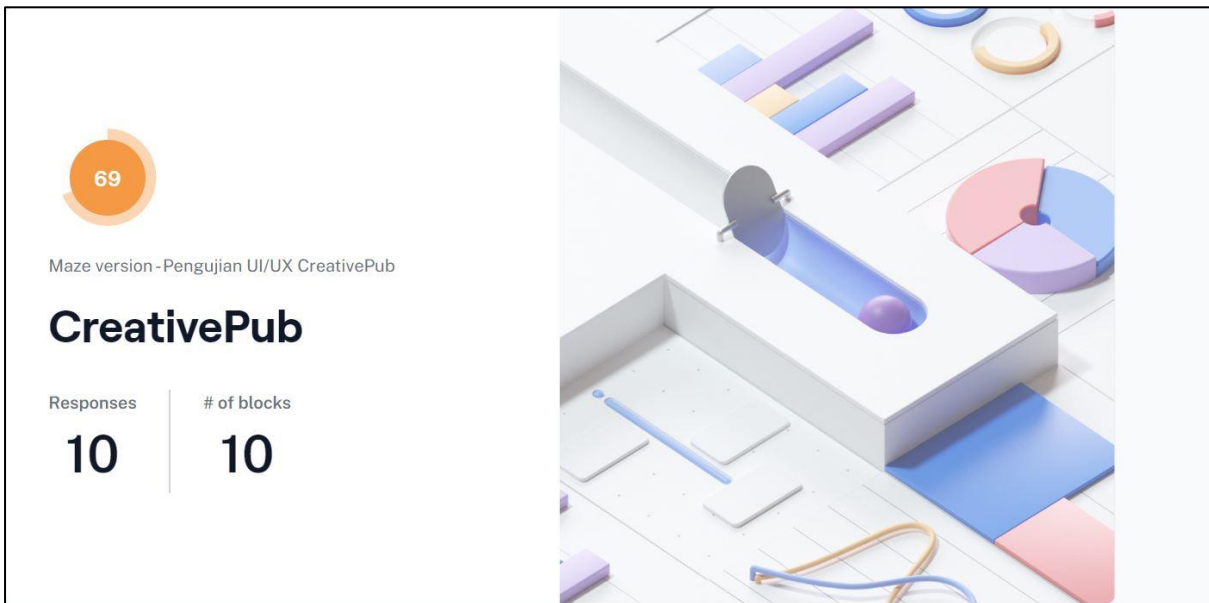 69
Maze version - Pengujian UI/UX CreativePub
CreativePub
Responses
# of blocks
10
10